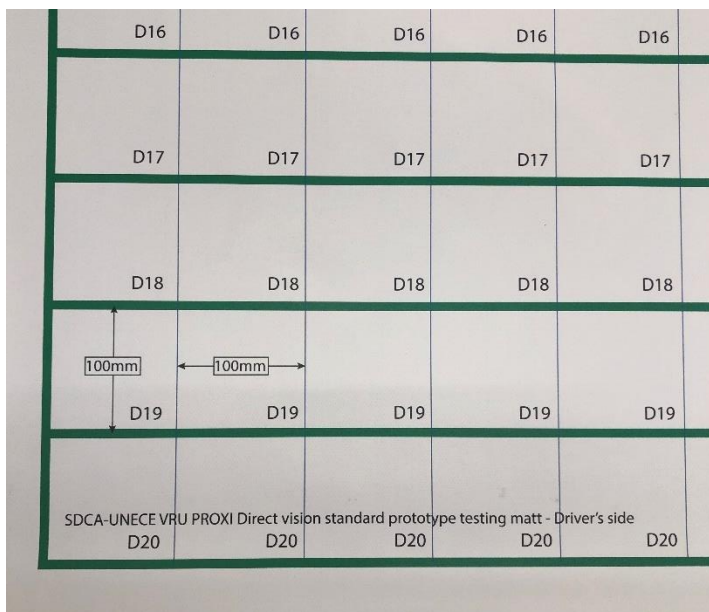 D16 D16 D16 D16 D16
D17 D17 D17 D17 D17
D18 D18 D18 D18 D18
100mm 100mm
D19 D19 D19 D19 D19
SDCA-UNECE VRU PROXI Direct vision standard prototype testing matt - Driver's side
D20 D20 D20 D20 D20